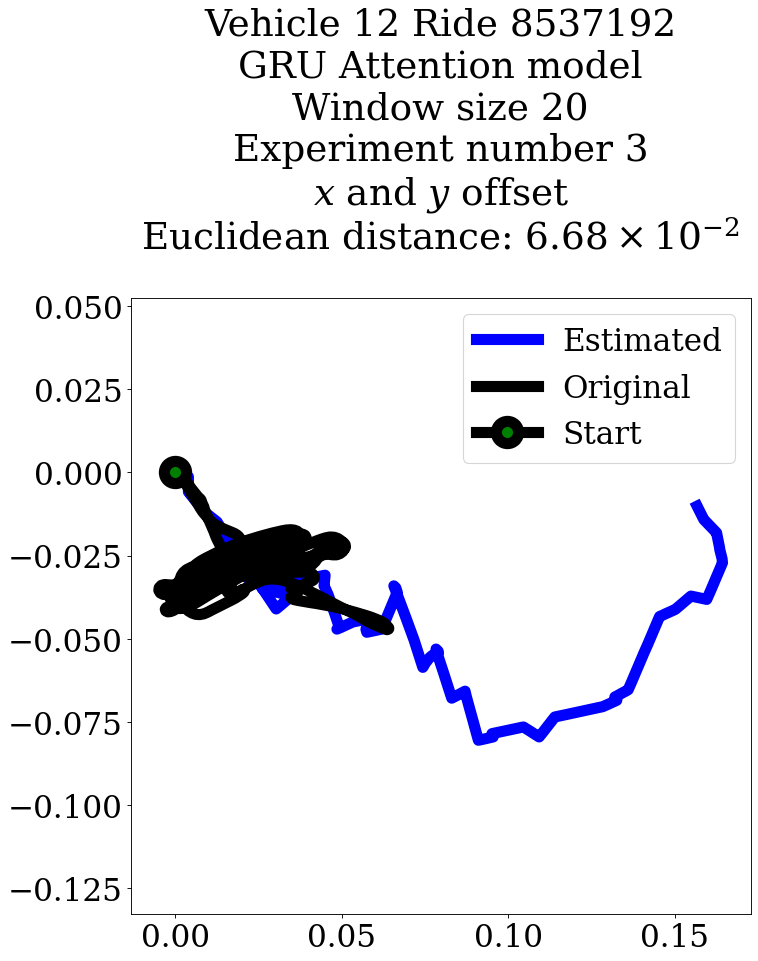 Vehicle 12 Ride 8537192
GRU Attention model
Window size 20
Experiment number 3
x and y offset
Euclidean distance: 6.68 × 10⁻²
0.050
0.025
0.000
−0.025
−0.050
−0.075
−0.100
−0.125
Estimated
Original
Start
0.00 0.05 0.10 0.15